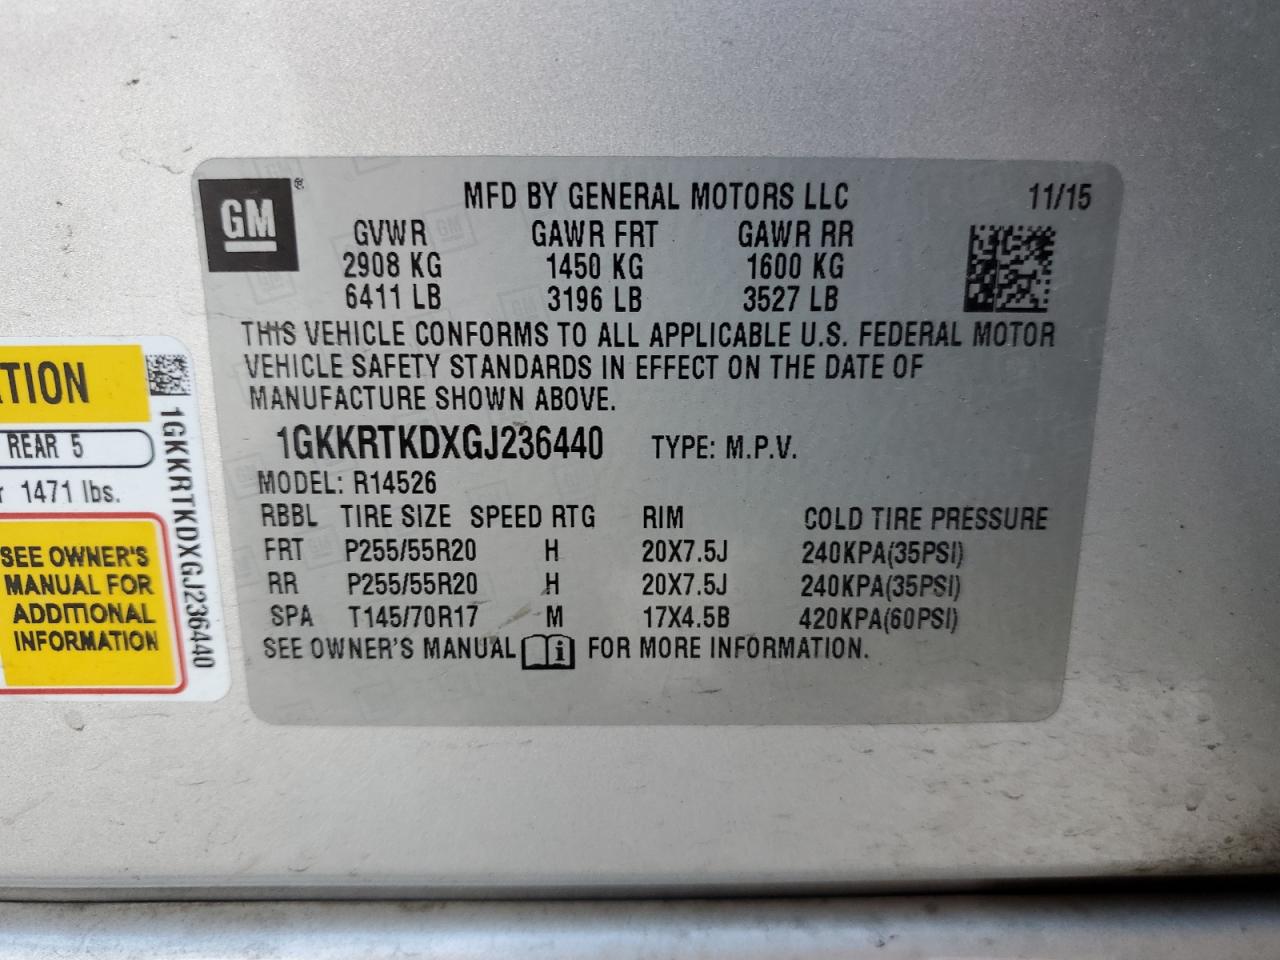 GM ®
MFD BY GENERAL MOTORS LLC 11/15
GVWR GAWR FRT GAWR RR
2908 KG 1450 KG 1600 KG
6411 LB 3196 LB 3527 LB
THIS VEHICLE CONFORMS TO ALL APPLICABLE U.S. FEDERAL MOTOR
VEHICLE SAFETY STANDARDS IN EFFECT ON THE DATE OF
MANUFACTURE SHOWN ABOVE.
1GKKRTKDXGJ236440 TYPE: M.P.V.
MODEL: R14526
RBBL TIRE SIZE SPEED RTG RIM COLD TIRE PRESSURE
FRT P255/55R20 H 20X7.5J 240KPA(35PSI)
RR P255/55R20 H 20X7.5J 240KPA(35PSI)
SPA T145/70R17 M 17X4.5B 420KPA(60PSI)
SEE OWNER'S MANUAL i FOR MORE INFORMATION.
TION
REAR 5
r 1471 lbs.
SEE OWNER'S
MANUAL FOR
ADDITIONAL
INFORMATION
1GKKRTKDXGJ236440